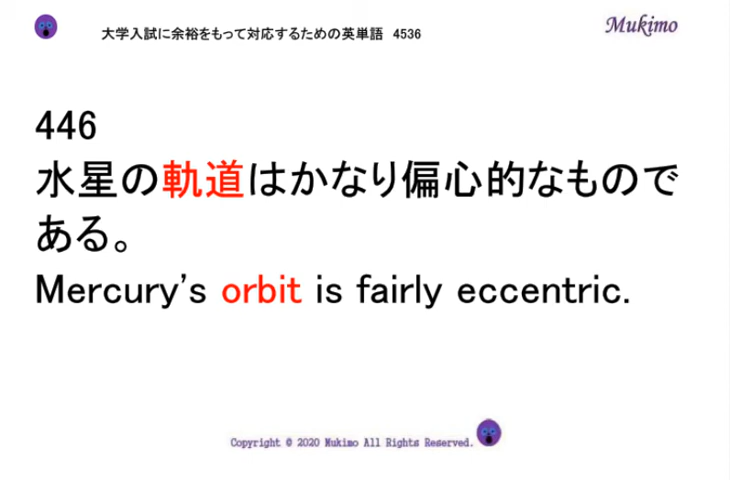 大学入試に余裕をもって対応するための英単語 4536
Mukimo
446
水星の軌道はかなり偏心的なもので
ある。
Mercury's orbit is fairly eccentric.
Copyright © 2020 Mukimo All Rights Reserved.